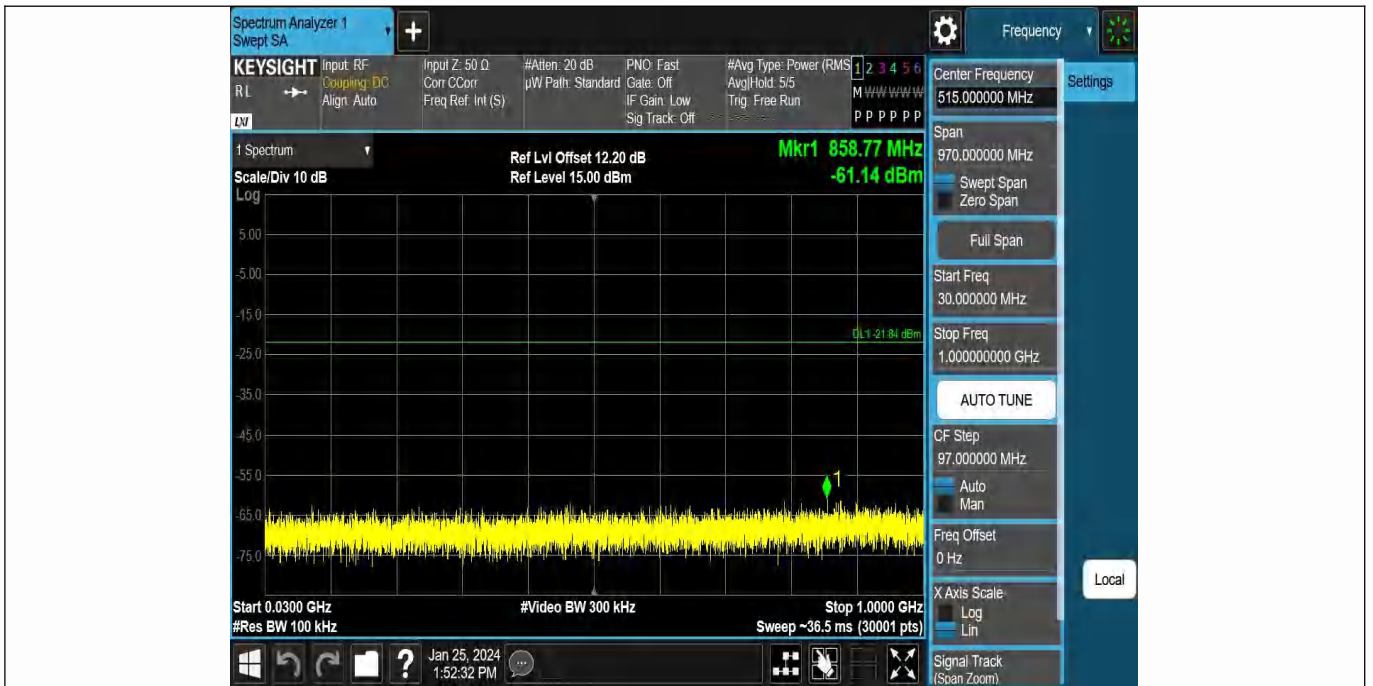 Spectrum Analyzer 1
Swept SA
+
Frequency
KEYSIGHT
RL
LXI
Input: RF
Coupling: DC
Align: Auto
Input Z: 50 Ω
Corr CCorr
Freq Ref: Int (S)
#Atten: 20 dB
µW Path: Standard
PNO: Fast
Gate: Off
IF Gain: Low
Sig Track: Off
#Avg Type: Power (RMS
Avg|Hold: 5/5
Trig: Free Run
1 2 3 4 5 6
M W W W W W
P P P P P P
1 Spectrum
Scale/Div 10 dB
Log
Ref Lvl Offset 12.20 dB
Ref Level 15.00 dBm
Mkr1 858.77 MHz
-61.14 dBm
5.00
-5.00
-15.0
DL1 -21.84 dBm
-25.0
-35.0
-45.0
-55.0
1
-65.0
-75.0
Start 0.0300 GHz
#Res BW 100 kHz
#Video BW 300 kHz
Stop 1.0000 GHz
Sweep ~36.5 ms (30001 pts)
Center Frequency
515.000000 MHz
Settings
Span
970.000000 MHz
Swept Span
Zero Span
Full Span
Start Freq
30.000000 MHz
Stop Freq
1.000000000 GHz
AUTO TUNE
CF Step
97.000000 MHz
Auto
Man
Freq Offset
0 Hz
X Axis Scale
Log
Lin
Local
Signal Track
(Span Zoom)
?
Jan 25, 2024
1:52:32 PM